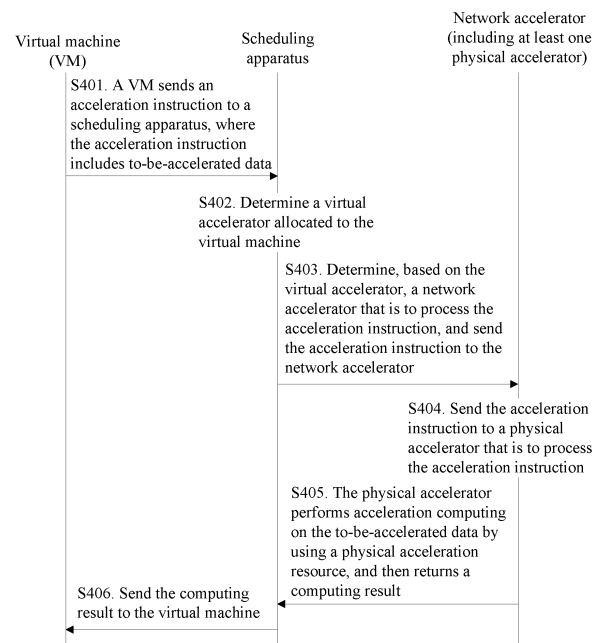 Virtual machine
(VM)
Scheduling
apparatus
Network accelerator
(including at least one
physical accelerator)
S401. A VM sends an
acceleration instruction to a
scheduling apparatus, where
the acceleration instruction
includes to-be-accelerated data
S402. Determine a virtual
accelerator allocated to the
virtual machine
S403. Determine, based on the
virtual accelerator, a network
accelerator that is to process the
acceleration instruction, and send
the acceleration instruction to the
network accelerator
S404. Send the acceleration
instruction to a physical
accelerator that is to process
the acceleration instruction
S405. The physical accelerator
performs acceleration computing
on the to-be-accelerated data by
using a physical acceleration
resource, and then returns a
computing result
S406. Send the computing
result to the virtual machine